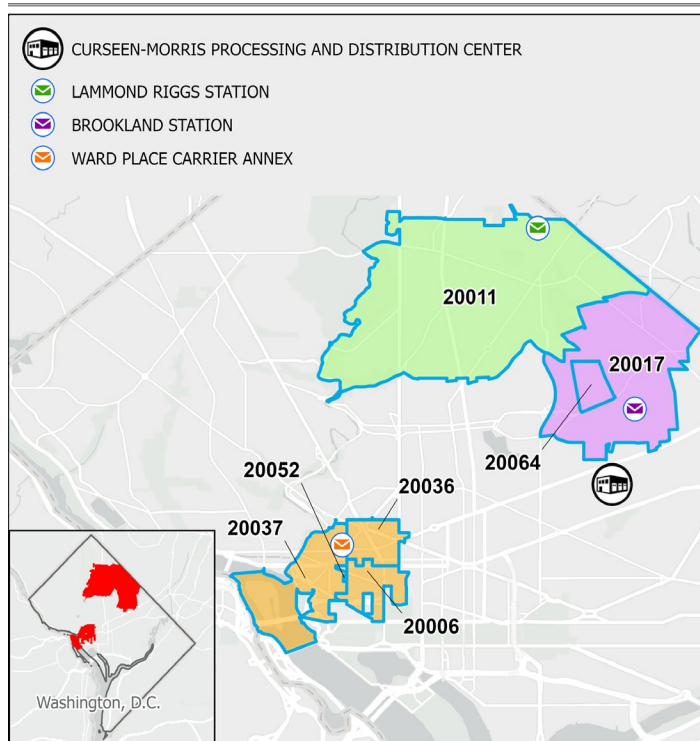 CURSEEN-MORRIS PROCESSING AND DISTRIBUTION CENTER
LAMMOND RIGGS STATION
BROOKLAND STATION
WARD PLACE CARRIER ANNEX
20011
20017
20064
20052
20036
20037
20006
Washington, D.C.